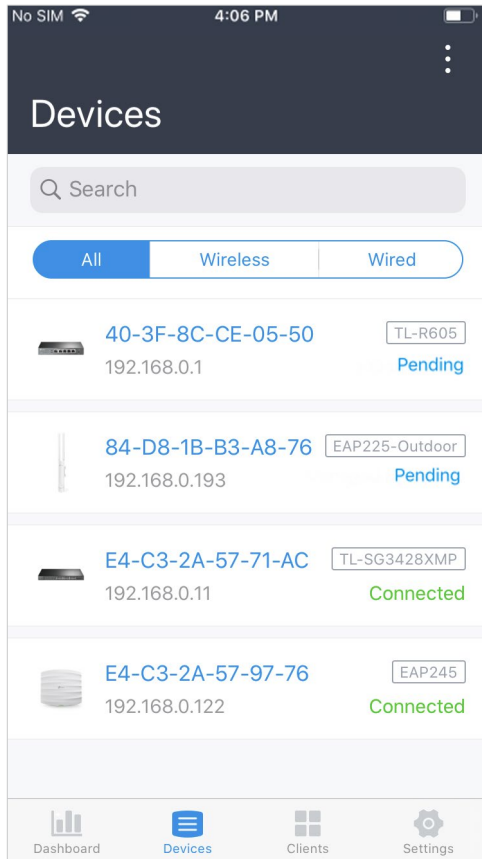 No SIM 4:06 PM
Devices
Search
All Wireless Wired
40-3F-8C-CE-05-50 TL-R605
192.168.0.1 Pending
84-D8-1B-B3-A8-76 EAP225-Outdoor
192.168.0.193 Pending
E4-C3-2A-57-71-AC TL-SG3428XMP
192.168.0.11 Connected
E4-C3-2A-57-97-76 EAP245
192.168.0.122 Connected
Dashboard Devices Clients Settings